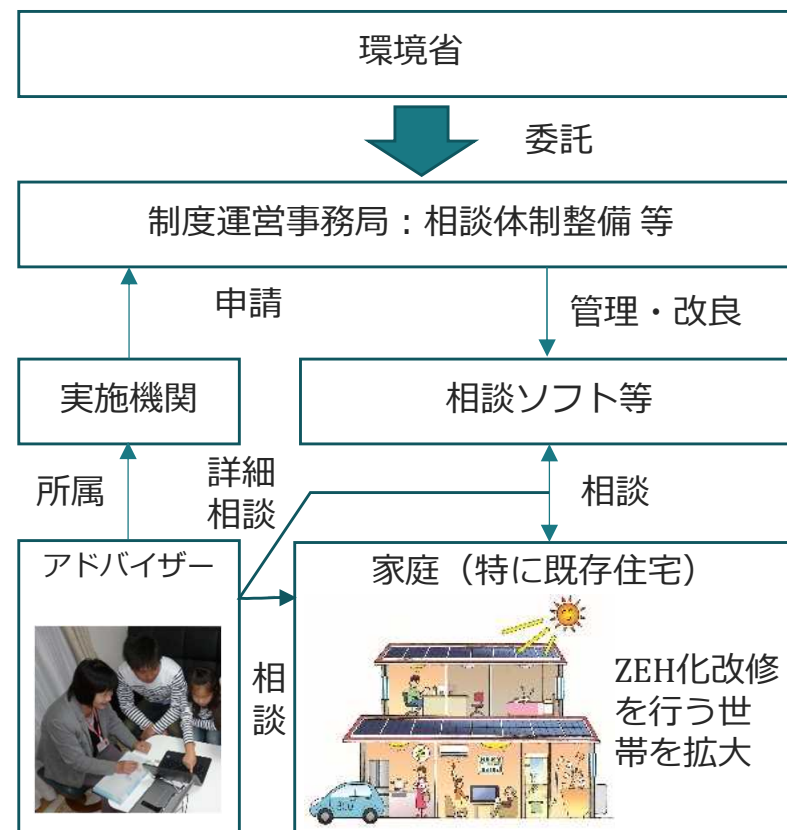 環境省
委託
制度運営事務局：相談体制整備 等
申請
管理・改良
実施機関
相談ソフト等
所属
詳細
相談
相談
アドバイザー
家庭（特に既存住宅）
相
談
ZEH化改修
を行う世
帯を拡大